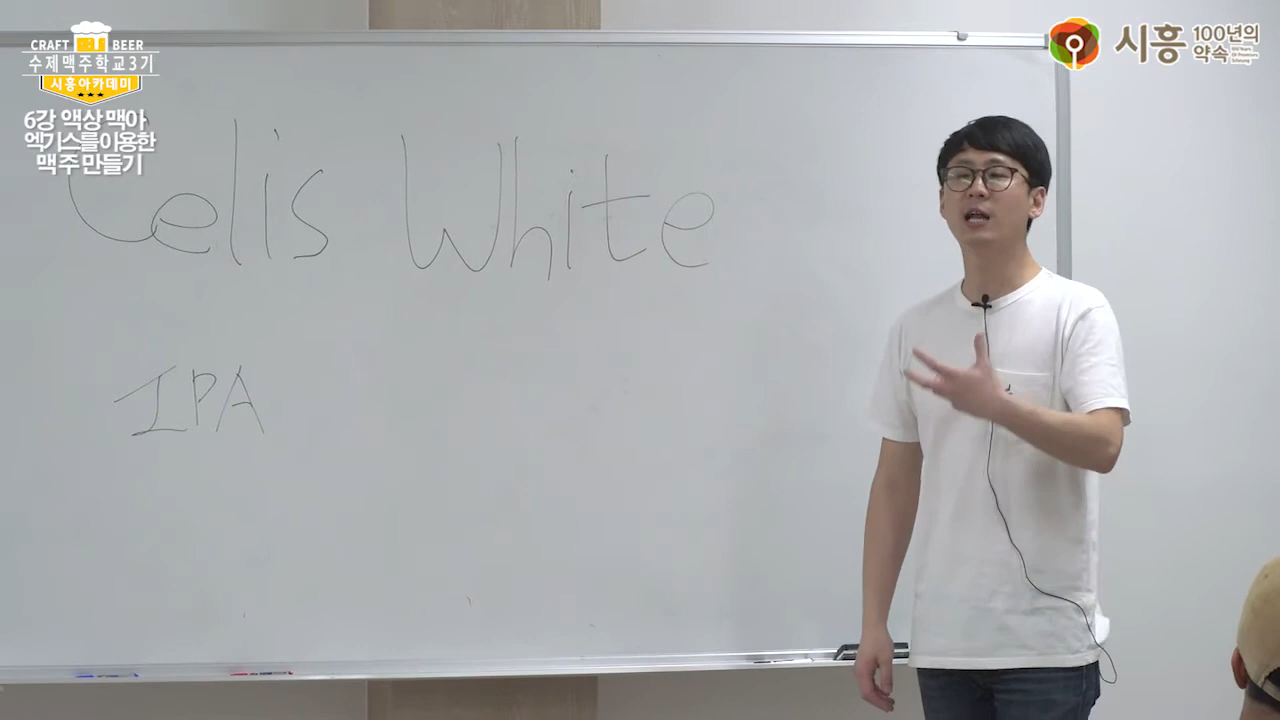 CRAFT BEER
수제맥주학교3기
시흥아카데미
6강 액상 맥아
엑기스를이용한
맥주 만들기
시흥 100년의
약속
Celis White
IPA